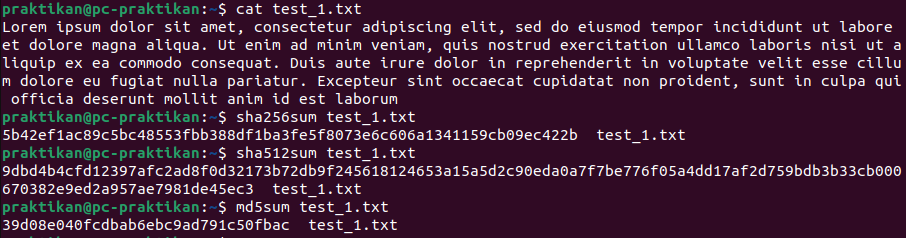 praktikan@pc-praktikan:~$ cat test_1.txt
Lorem ipsum dolor sit amet, consectetur adipiscing elit, sed do eiusmod tempor incididunt ut labore
et dolore magna aliqua. Ut enim ad minim veniam, quis nostrud exercitation ullamco laboris nisi ut a
liquip ex ea commodo consequat. Duis aute irure dolor in reprehenderit in voluptate velit esse cillu
m dolore eu fugiat nulla pariatur. Excepteur sint occaecat cupidatat non proident, sunt in culpa qui
 officia deserunt mollit anim id est laborum
praktikan@pc-praktikan:~$ sha256sum test_1.txt
5b42ef1ac89c5bc48553fbb388df1ba3fe5f8073e6c606a1341159cb09ec422b  test_1.txt
praktikan@pc-praktikan:~$ sha512sum test_1.txt
9dbd4b4cfd12397afc2ad8f0d32173b72db9f245618124653a15a5d2c90eda0a7f7be776f05a4dd17af2d759bdb3b33cb000
670382e9ed2a957ae7981de45ec3  test_1.txt
praktikan@pc-praktikan:~$ md5sum test_1.txt
39d08e040fcdbab6ebc9ad791c50fbac  test_1.txt